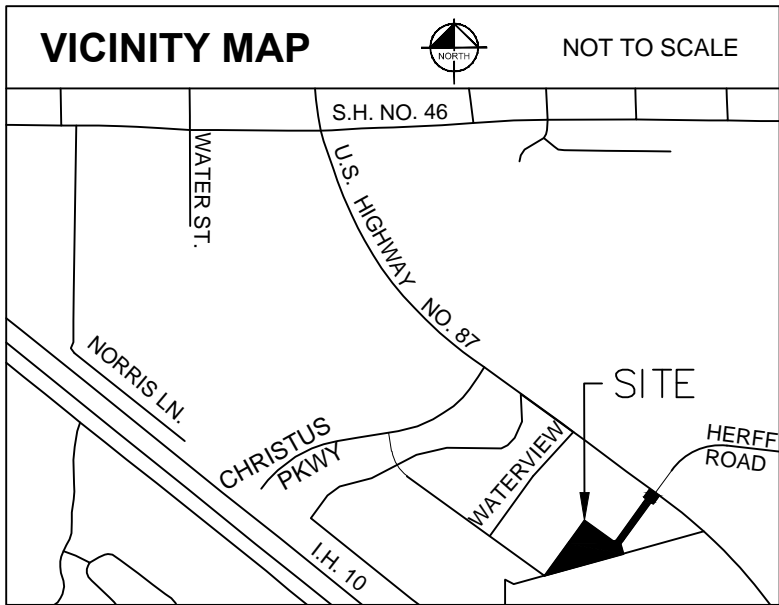 VICINITY MAP
NORTH
NOT TO SCALE
S.H. NO. 46
WATER ST.
U.S. HIGHWAY NO. 87
NORRIS LN.
SITE
CHRISTUS
PKWY
WATERVIEW
HERFF
ROAD
I.H. 10